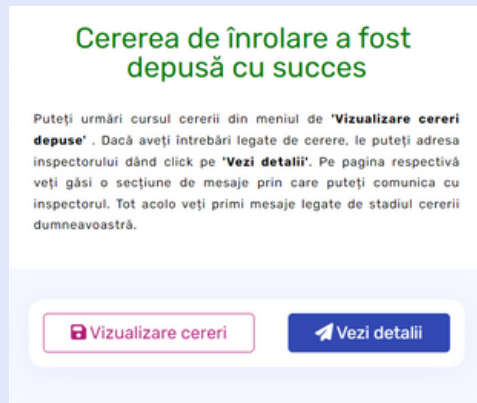 Cererea de înrolare a fost
depusă cu succes
Puteți urmări cursul cererii din meniul de 'Vizualizare cereri
depuse' . Dacă aveți întrebări legate de cerere, le puteți adresa
inspectorului dând click pe 'Vezi detalii'. Pe pagina respectivă
veți găsi o secțiune de mesaje prin care puteți comunica cu
inspectorul. Tot acolo veți primi mesaje legate de stadiul cererii
dumneavoastră.
Vizualizare cereri
Vezi detalii